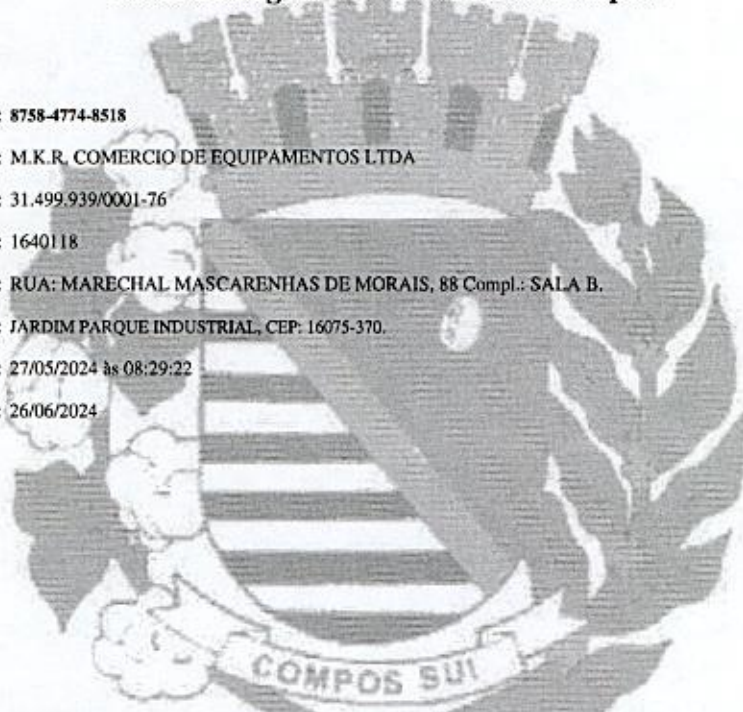 : 8758-4774-8518
: M.K.R. COMERCIO DE EQUIPAMENTOS LTDA
: 31.499.939/0001-76
: 1640118
: RUA: MARECHAL MASCARENHAS DE MORAIS, 88 Compl.: SALA B.
: JARDIM PARQUE INDUSTRIAL, CEP: 16075-370.
: 27/05/2024 às 08:29:22
: 26/06/2024
COMPOS SUI